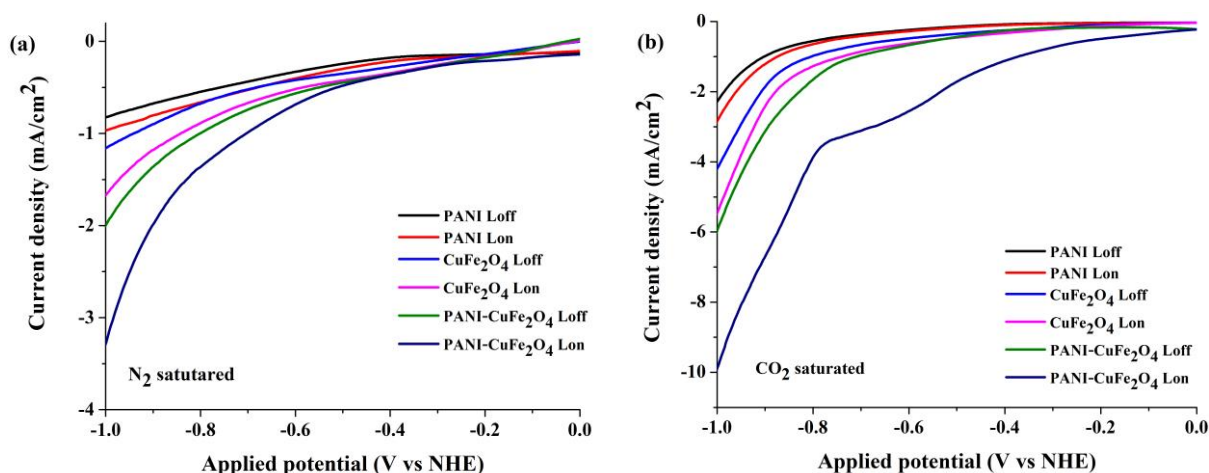 (a)
0
-1
-2
-3
-4
Current density (mA/cm2)
PANI Loff
PANI Lon
CuFe2O4 Loff
CuFe2O4 Lon
PANI-CuFe2O4 Loff
PANI-CuFe2O4 Lon
N2 satutared
-1.0 -0.8 -0.6 -0.4 -0.2 0.0
Applied potential (V vs NHE)
(b)
0
-2
-4
-6
-8
-10
Current density (mA/cm2)
PANI Loff
PANI Lon
CuFe2O4 Loff
CuFe2O4 Lon
PANI-CuFe2O4 Loff
PANI-CuFe2O4 Lon
CO2 saturated
-1.0 -0.8 -0.6 -0.4 -0.2 0.0
Applied potential (V vs NHE)